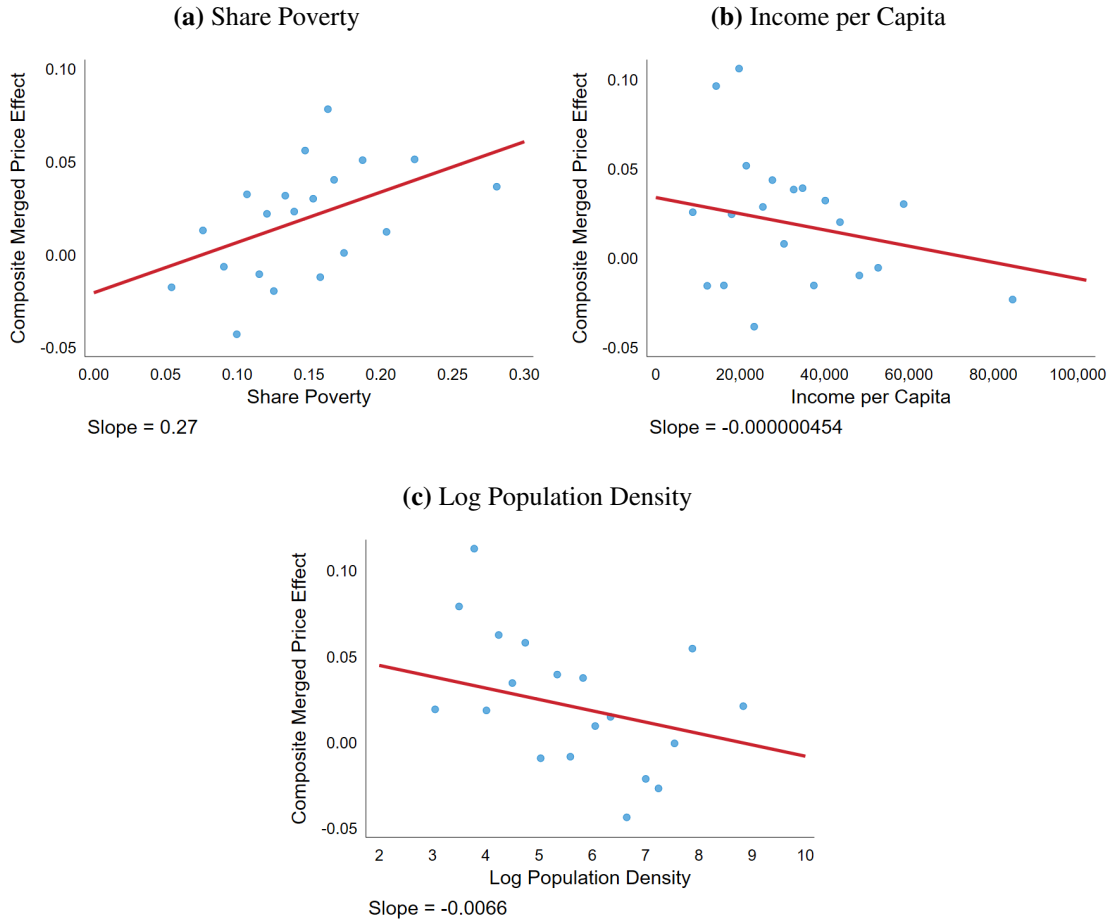 (a) Share Poverty
Composite Merged Price Effect
0.10
0.05
0.00
-0.05
0.00 0.05 0.10 0.15 0.20 0.25 0.30
Share Poverty
Slope = 0.27
(b) Income per Capita
Composite Merged Price Effect
0.10
0.05
0.00
-0.05
0 20,000 40,000 60,000 80,000 100,000
Income per Capita
Slope = -0.000000454
(c) Log Population Density
Composite Merged Price Effect
0.10
0.05
0.00
-0.05
2 3 4 5 6 7 8 9 10
Log Population Density
Slope = -0.0066